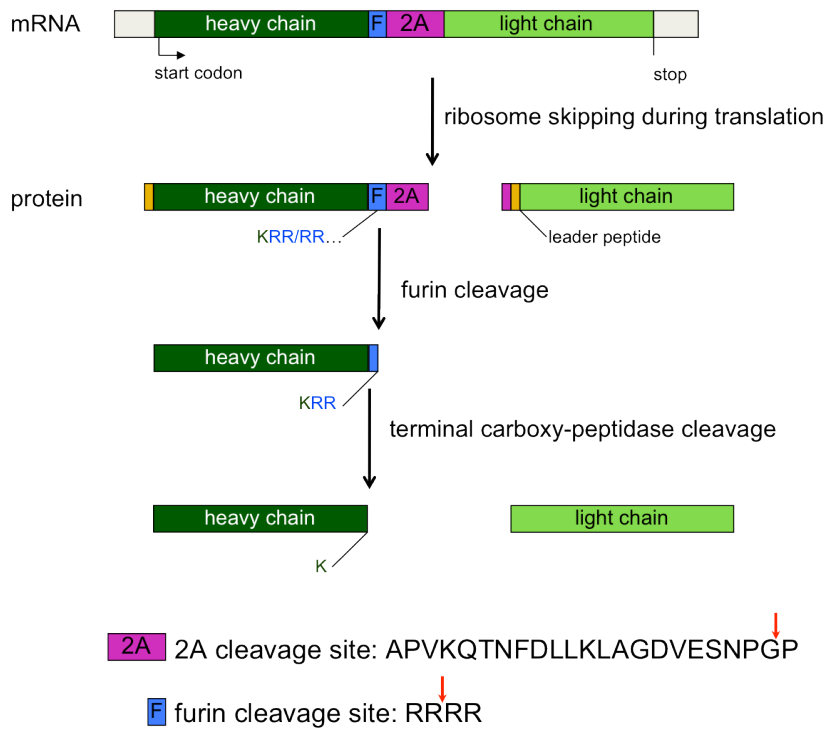 mRNA heavy chain F 2A light chain
start codon stop
ribosome skipping during translation
protein heavy chain F 2A light chain
KRR/RR... leader peptide
furin cleavage
heavy chain
KRR
terminal carboxy-peptidase cleavage
heavy chain light chain
K
2A 2A cleavage site: APVKQTNFDLLKLAGDVESNPGP
F furin cleavage site: RRRR